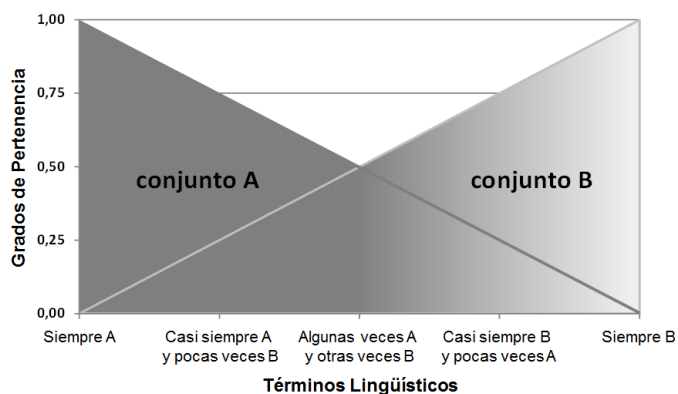 Grados de Pertenencia
1,00
0,75
0,50
0,25
0,00
conjunto A
conjunto B
Siempre A
Casi siempre A
y pocas veces B
Algunas veces A
y otras veces B
Casi siempre B
y pocas veces A
Siempre B
Términos Lingüísticos